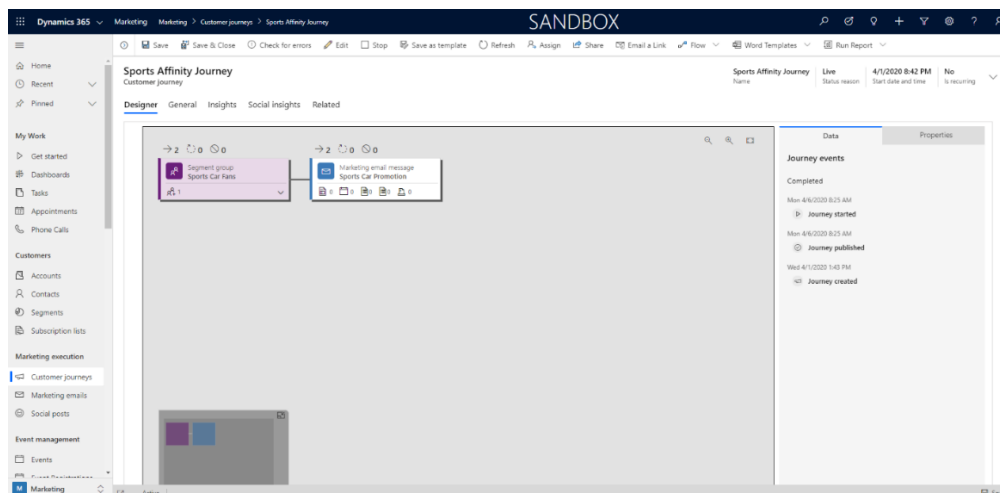 Dynamics 365
Marketing
Marketing > Customer journeys > Sports Affinity Journey
SANDBOX
Save
Save & Close
Check for errors
Edit
Stop
Save as template
Refresh
Assign
Share
Email a Link
Flow
Word Templates
Run Report
Home
Recent
Pinned
My Work
Get started
Dashboards
Tasks
Appointments
Phone Calls
Customers
Accounts
Contacts
Segments
Subscription lists
Marketing execution
Customer journeys
Marketing emails
Social posts
Event management
Events
M Marketing
Sports Affinity Journey
Customer journey
Sports Affinity Journey
Name
Live
Status reason
4/1/2020 8:42 PM
Start date and time
No
Is recurring
Designer
General
Insights
Social insights
Related
2 0 0
Segment group
Sports Car Fans
1
2 0 0
Marketing email message
Sports Car Promotion
0 0 0 0 0
Data
Properties
Journey events
Completed
Mon 4/6/2020 8:25 AM
Journey started
Mon 4/6/2020 8:25 AM
Journey published
Wed 4/1/2020 1:43 PM
Journey created
Active